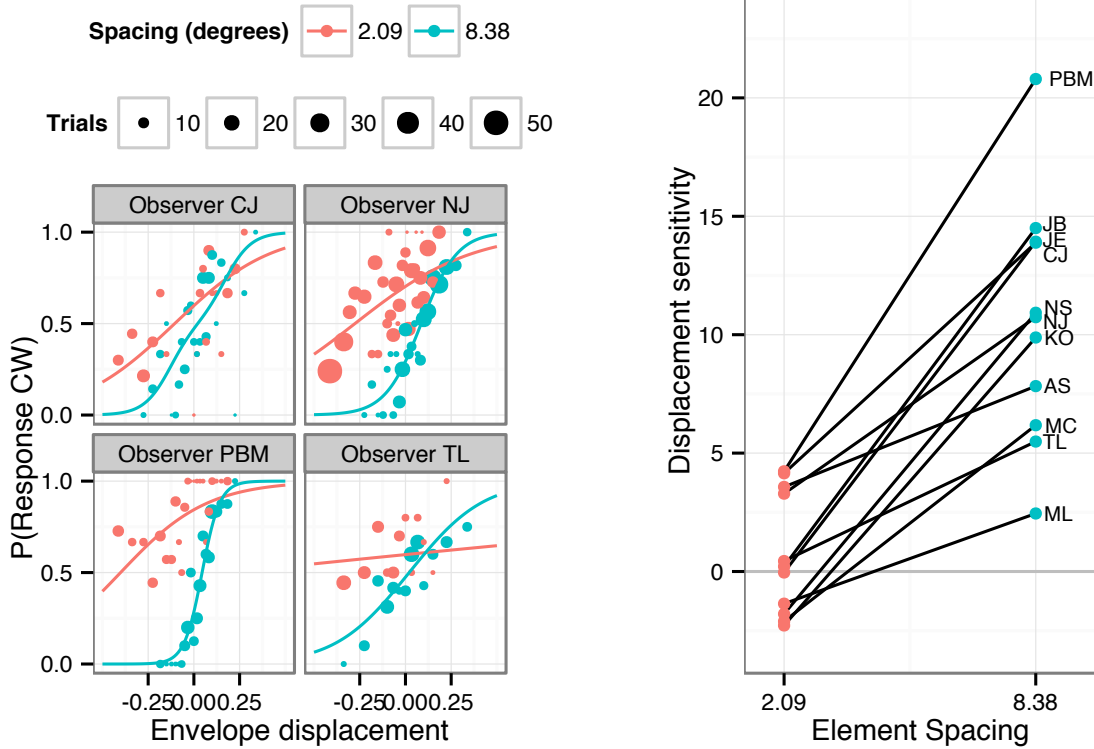 Spacing (degrees) 2.09 8.38
Trials 10 20 30 40 50
Observer CJ Observer NJ
1.0
0.5
0.0
Observer PBM Observer TL
1.0
0.5
0.0
-0.25 0.00 0.25 -0.25 0.00 0.25
Envelope displacement
P(Response CW)
Displacement sensitivity
20
15
10
5
0
PBM
JB
JE
CJ
NS
NJ
KO
AS
MC
TL
ML
2.09 8.38
Element Spacing